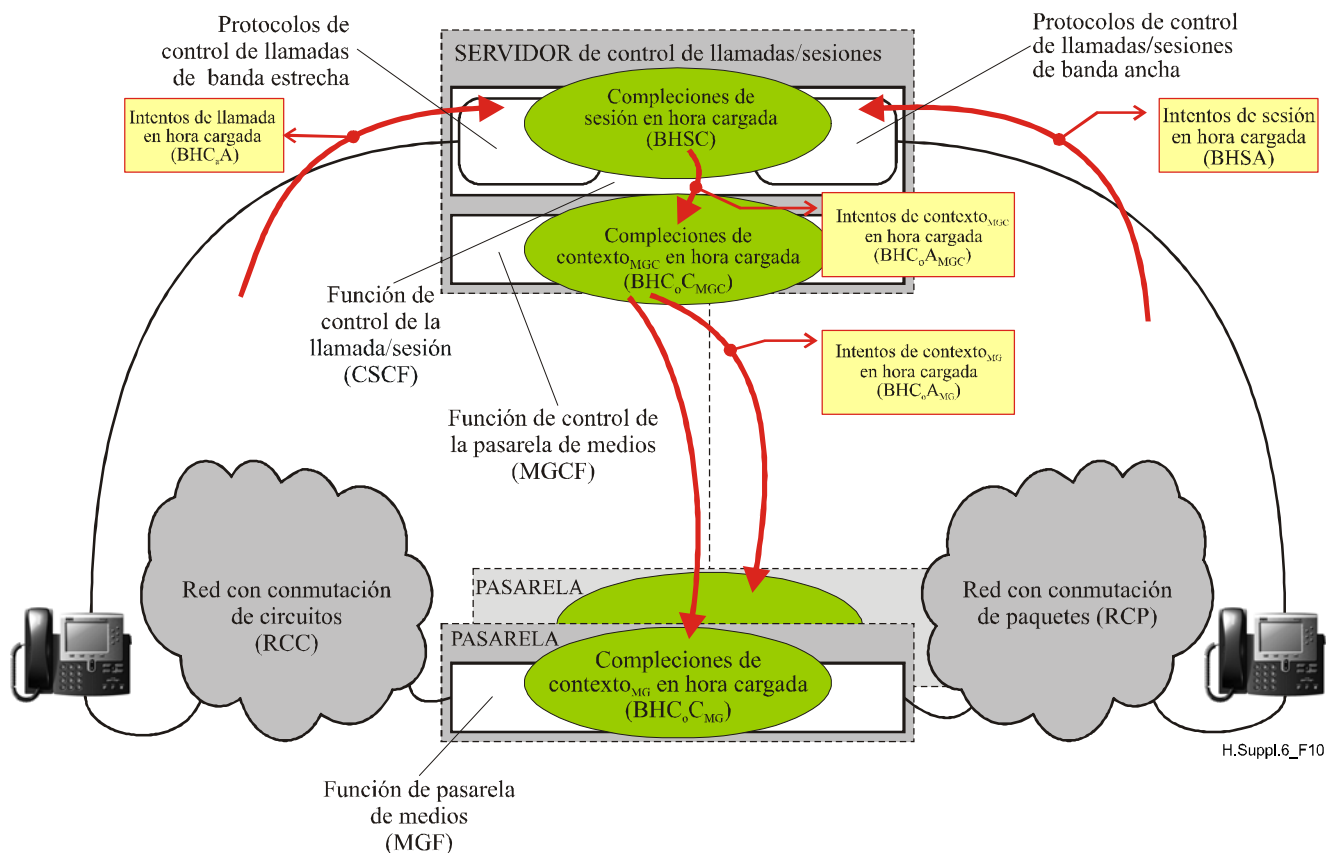 Protocolos de
control de llamadas
de banda estrecha
SERVIDOR de control de llamadas/sesiones
Protocolos de control
de llamadas/sesiones
de banda ancha
Intentos de llamada
en hora cargada
(BHCₐA)
Compleciones de
sesión en hora cargada
(BHSC)
Intentos de sesión
en hora cargada
(BHSA)
Compleciones de
contextoMGC en hora cargada
(BHCoCMGC)
Intentos de contextoMGC
en hora cargada
(BHCoAMGC)
Función de
control de la
llamada/sesión
(CSCF)
Intentos de contextoMG
en hora cargada
(BHCoAMG)
Función de control de
la pasarela de medios
(MGCF)
Red con conmutación
de circuitos
(RCC)
PASARELA
PASARELA
Compleciones de
contextoMG en hora cargada
(BHCoCMG)
Red con conmutación
de paquetes (RCP)
Función de pasarela
de medios
(MGF)
H.Suppl.6_F10